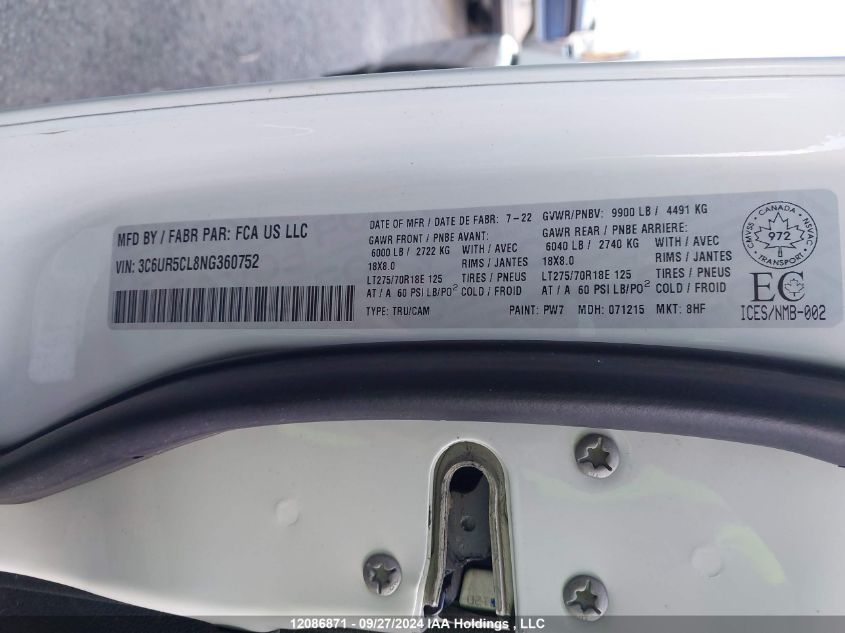 MFD BY / FABR PAR: FCA US LLC
VIN: 3C6UR5CL8NG360752
DATE OF MFR / DATE DE FABR: 7-22
GAWR FRONT / PNBE AVANT:
6000 LB / 2722 KG WITH / AVEC
18X8.0 RIMS / JANTES
LT275/70R18E 125 TIRES / PNEUS
AT / A 60 PSI LB/PO² COLD / FROID
TYPE: TRU/CAM
GVWR/PNBV: 9900 LB / 4491 KG
GAWR REAR / PNBE ARRIERE:
6040 LB / 2740 KG WITH / AVEC
18X8.0 RIMS / JANTES
LT275/70R18E 125 TIRES / PNEUS
AT / A 60 PSI LB/PO² COLD / FROID
PAINT: PW7 MDH: 071215 MKT: 8HF
CANADA
CMVSS
972
NSVAC
TRANSPORT
EC
ICES/NMB-002
12086871 - 09/27/2024 IAA Holdings , LLC